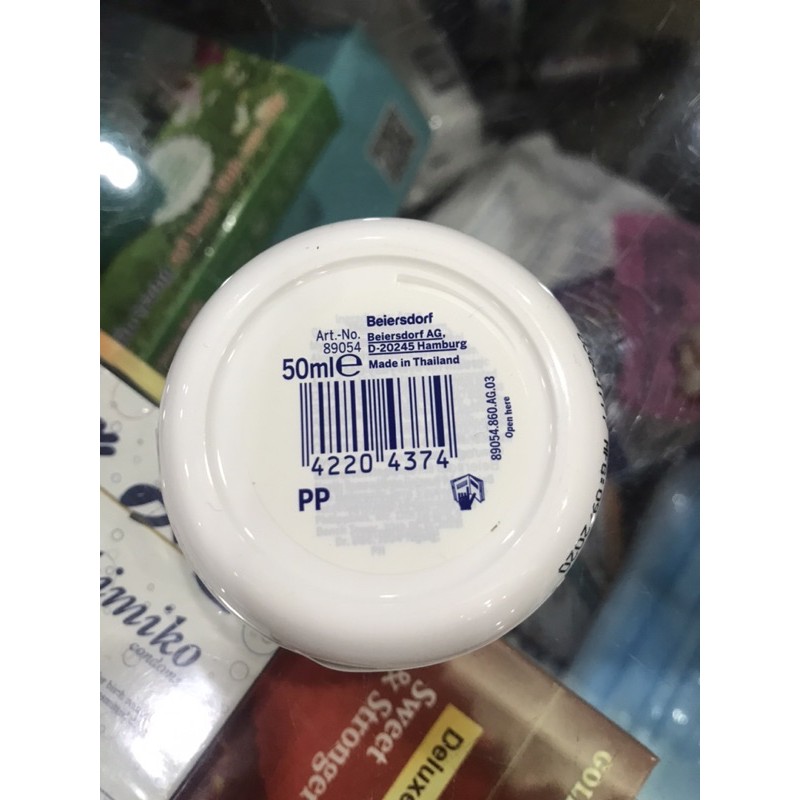 Beiersdorf
Art.-No.
89054
Beiersdorf AG,
D-20245 Hamburg
50ml e
Made in Thailand
4220 4374
89054.860.AG.03
Open here
PP
imiko
condoms
Sweet
& Stronger
Deluxe